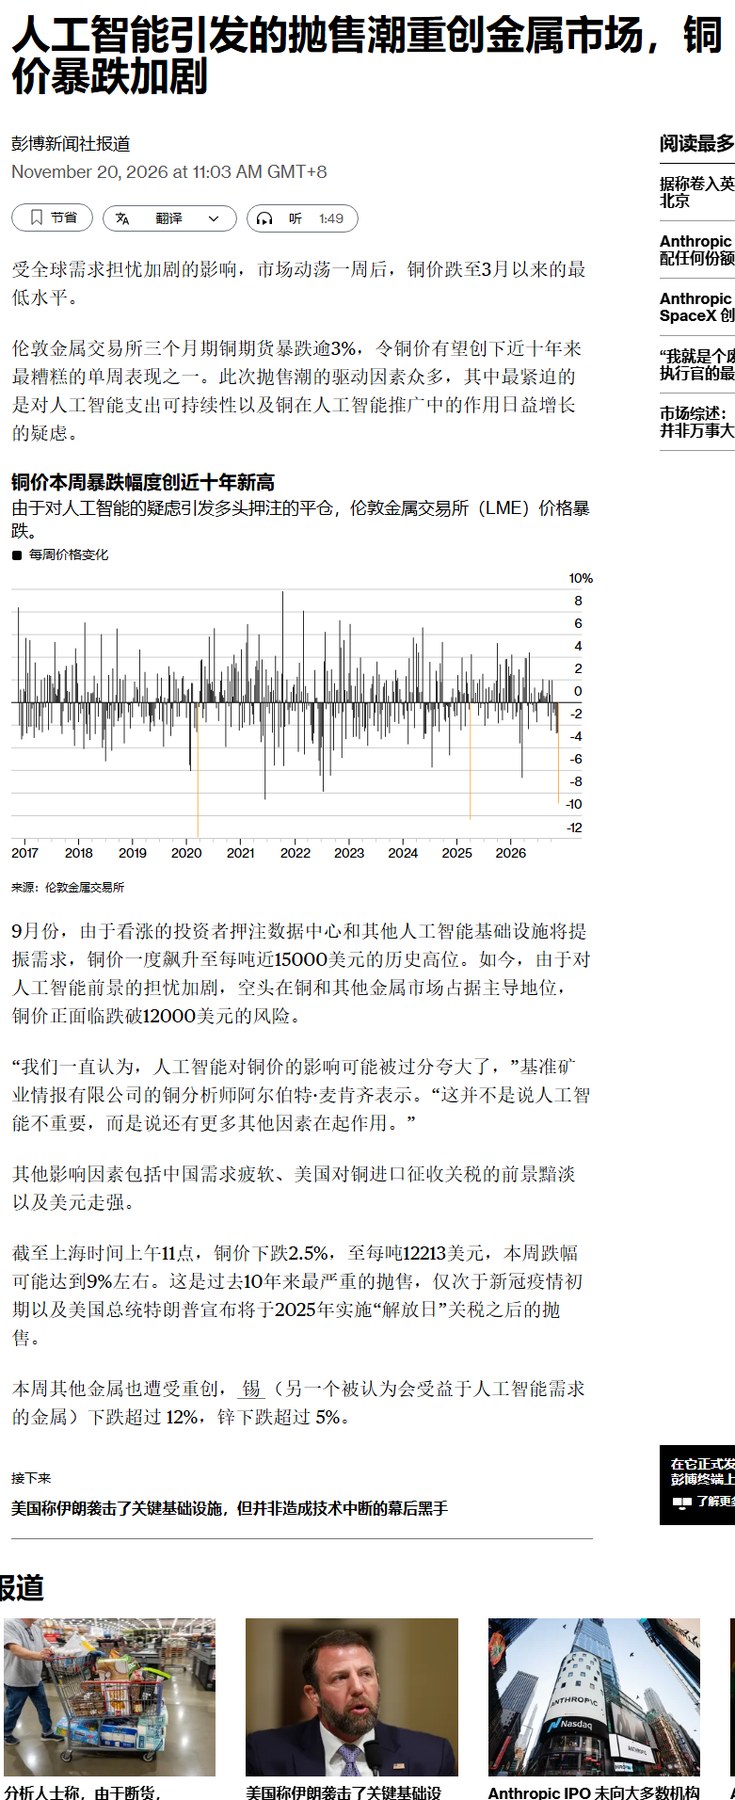 人工智能引发的抛售潮重创金属市场，铜
价暴跌加剧
彭博新闻社报道
November 20, 2026 at 11:03 AM GMT+8
节省
翻译
听 1:49
受全球需求担忧加剧的影响，市场动荡一周后，铜价跌至3月以来的最
低水平。
伦敦金属交易所三个月期铜期货暴跌逾3%，令铜价有望创下近十年来
最糟糕的单周表现之一。此次抛售潮的驱动因素众多，其中最紧迫的
是对人工智能支出可持续性以及铜在人工智能推广中的作用日益增长
的疑虑。
铜价本周暴跌幅度创近十年新高
由于对人工智能的疑虑引发多头押注的平仓，伦敦金属交易所（LME）价格暴
跌。
每周价格变化
10%
8
6
4
2
0
-2
-4
-6
-8
-10
-12
2017 2018 2019 2020 2021 2022 2023 2024 2025 2026
来源：伦敦金属交易所
9月份，由于看涨的投资者押注数据中心和其他人工智能基础设施将提
振需求，铜价一度飙升至每吨近15000美元的历史高位。如今，由于对
人工智能前景的担忧加剧，空头在铜和其他金属市场占据主导地位，
铜价正面临跌破12000美元的风险。
“我们一直认为，人工智能对铜价的影响可能被过分夸大了，”基准矿
业情报有限公司的铜分析师阿尔伯特·麦肯齐表示。“这并不是说人工智
能不重要，而是说还有更多其他因素在起作用。”
其他影响因素包括中国需求疲软、美国对铜进口征收关税的前景黯淡
以及美元走强。
截至上海时间上午11点，铜价下跌2.5%，至每吨12213美元，本周跌幅
可能达到9%左右。这是过去10年来最严重的抛售，仅次于新冠疫情初
期以及美国总统特朗普宣布将于2025年实施“解放日”关税之后的抛
售。
本周其他金属也遭受重创， 锡 （另一个被认为会受益于人工智能需求
的金属）下跌超过 12%，锌下跌超过 5%。
接下来
美国称伊朗袭击了关键基础设施，但并非造成技术中断的幕后黑手
阅读最多
据称卷入英
北京
Anthropic
配任何份额
Anthropic
SpaceX 创
“我就是个废
执行官的最
市场综述：
并非万事大
在它正式发
彭博终端上
了解更多
报道
ANTHROPIC
Nasdaq
分析人士称，由于断货，
美国称伊朗袭击了关键基础设
Anthropic IPO 未向大多数机构